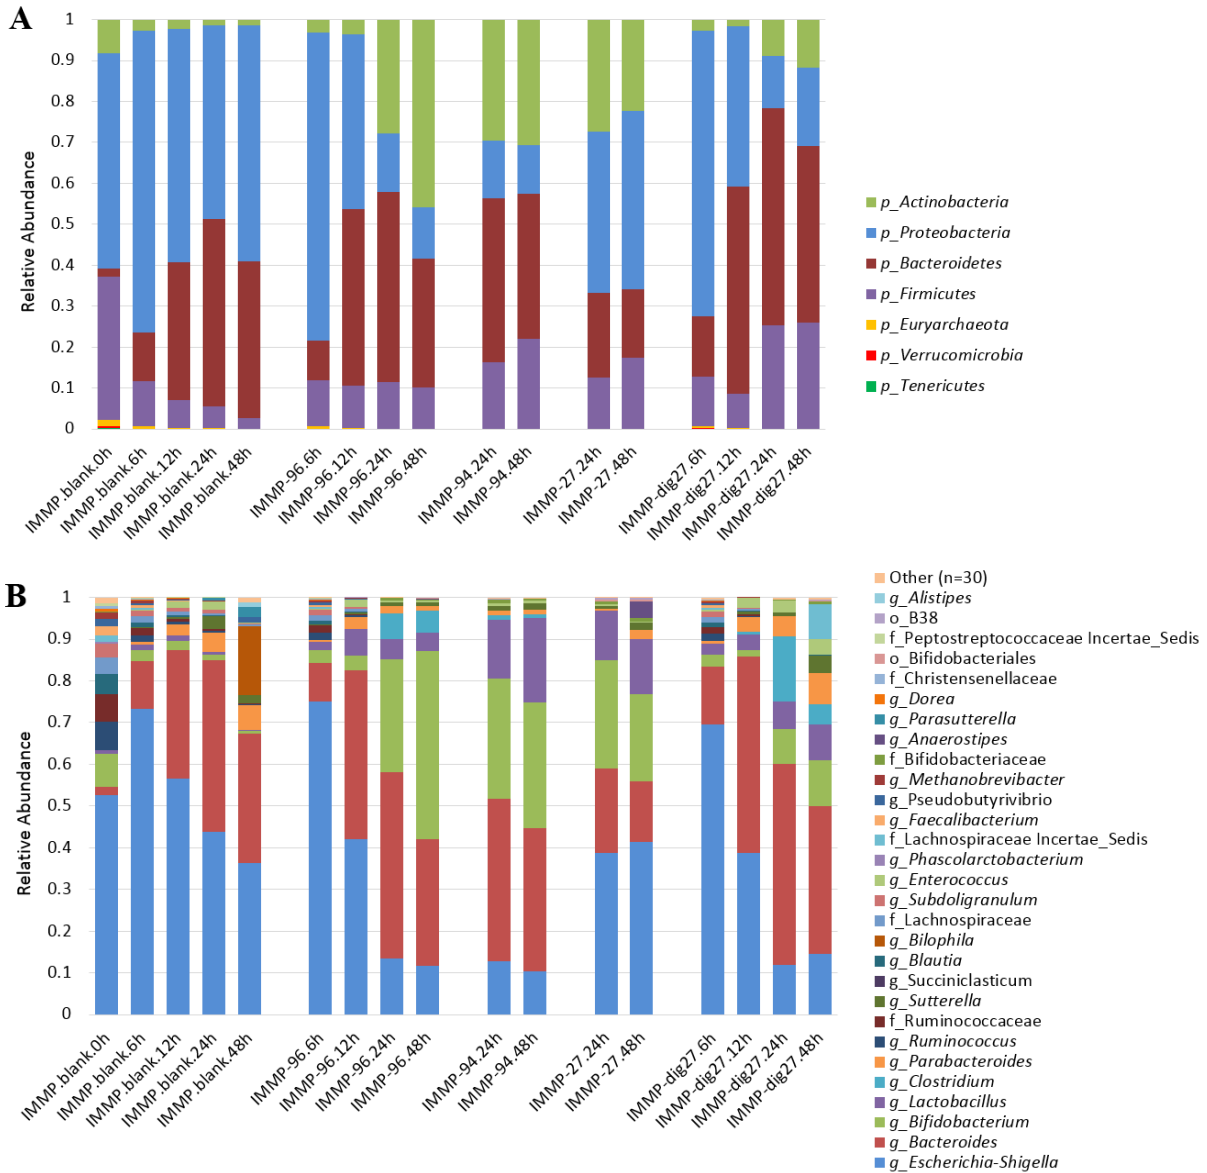 A
1
0.9
0.8
0.7
0.6
0.5
0.4
0.3
0.2
0.1
0
Relative Abundance
IMMP.blank.0h
IMMP.blank.6h
IMMP.blank.12h
IMMP.blank.24h
IMMP.blank.48h
IMMP-96.6h
IMMP-96.12h
IMMP-96.24h
IMMP-96.48h
IMMP-94.24h
IMMP-94.48h
IMMP-27.24h
IMMP-27.48h
IMMP-dig27.6h
IMMP-dig27.12h
IMMP-dig27.24h
IMMP-dig27.48h
p_Actinobacteria
p_Proteobacteria
p_Bacteroidetes
p_Firmicutes
p_Euryarchaeota
p_Verrucomicrobia
p_Tenericutes
B
1
0.9
0.8
0.7
0.6
0.5
0.4
0.3
0.2
0.1
0
Relative Abundance
IMMP.blank.0h
IMMP.blank.6h
IMMP.blank.12h
IMMP.blank.24h
IMMP.blank.48h
IMMP-96.6h
IMMP-96.12h
IMMP-96.24h
IMMP-96.48h
IMMP-94.24h
IMMP-94.48h
IMMP-27.24h
IMMP-27.48h
IMMP-dig27.6h
IMMP-dig27.12h
IMMP-dig27.24h
IMMP-dig27.48h
Other (n=30)
g_Alistipes
o_B38
f_Peptostreptococcaceae Incertae_Sedis
o_Bifidobacteriales
f_Christensenellaceae
g_Dorea
g_Parasutterella
g_Anaerostipes
f_Bifidobacteriaceae
g_Methanobrevibacter
g_Pseudobutyrivibrio
g_Faecalibacterium
f_Lachnospiraceae Incertae_Sedis
g_Phascolarctobacterium
g_Enterococcus
g_Subdoligranulum
f_Lachnospiraceae
g_Bilophila
g_Blautia
g_Succiniclasticum
g_Sutterella
f_Ruminococcaceae
g_Ruminococcus
g_Parabacteroides
g_Clostridium
g_Lactobacillus
g_Bifidobacterium
g_Bacteroides
g_Escherichia-Shigella